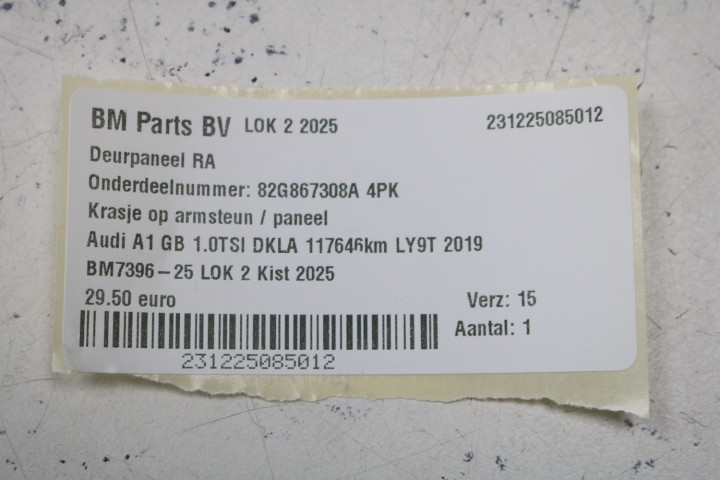 BM Parts BV LOK 2 2025 231225085012
Deurpaneel RA
Onderdeelnummer: 82G867308A 4PK
Krasje op armsteun / paneel
Audi A1 GB 1.0TSI DKLA 117646km LY9T 2019
BM7396-25 LOK 2 Kist 2025
29.50 euro Verz: 15
Aantal: 1
231225085012